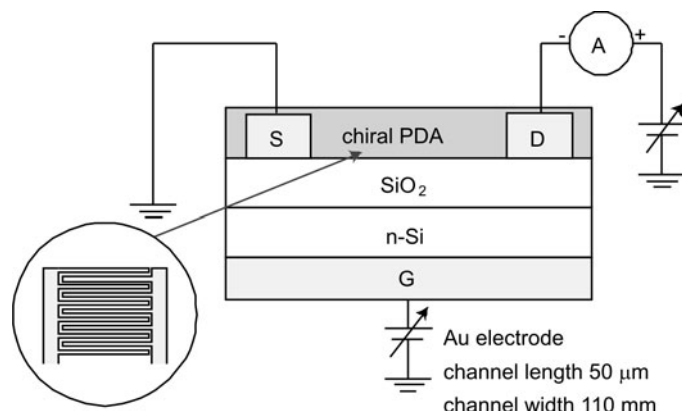 - A +
S chiral PDA D
SiO₂
n-Si
G
Au electrode
channel length 50 μm
channel width 110 mm